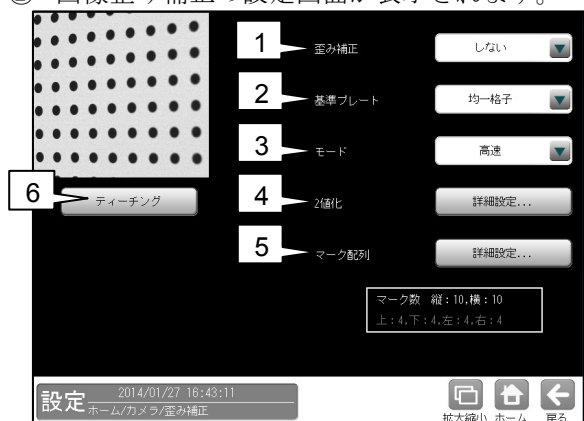 ② 画像歪み補正の設定画面が表示されます。
1 歪み補正 しない
2 基準プレート 均一格子
3 モード 高速
6 ティーチング
4 2値化 詳細設定...
5 マーク配列 詳細設定...
マーク数 縦:10,横:10
上:4,下:4,左:4,右:4
設定 2014/01/27 16:43:11
ホーム/カメラ/歪み補正
拡大縮小 ホーム 戻る